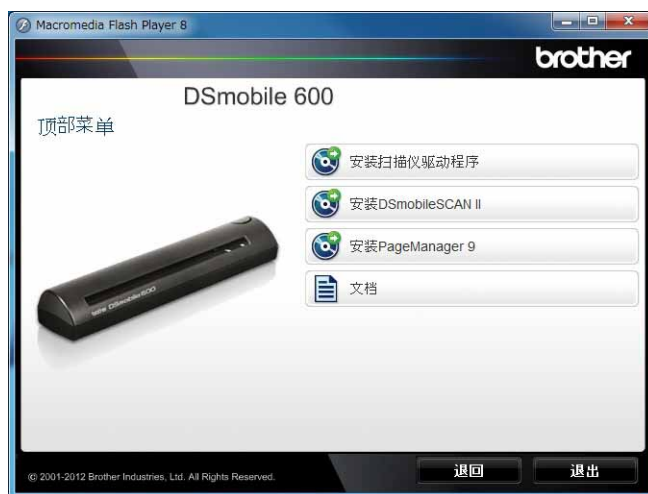 Macromedia Flash Player 8
brother
DSmobile 600
顶部菜单
安装扫描仪驱动程序
安装DSmobileSCAN II
安装PageManager 9
文档
brother DSmobile 600
© 2001-2012 Brother Industries, Ltd. All Rights Reserved.
退回
退出